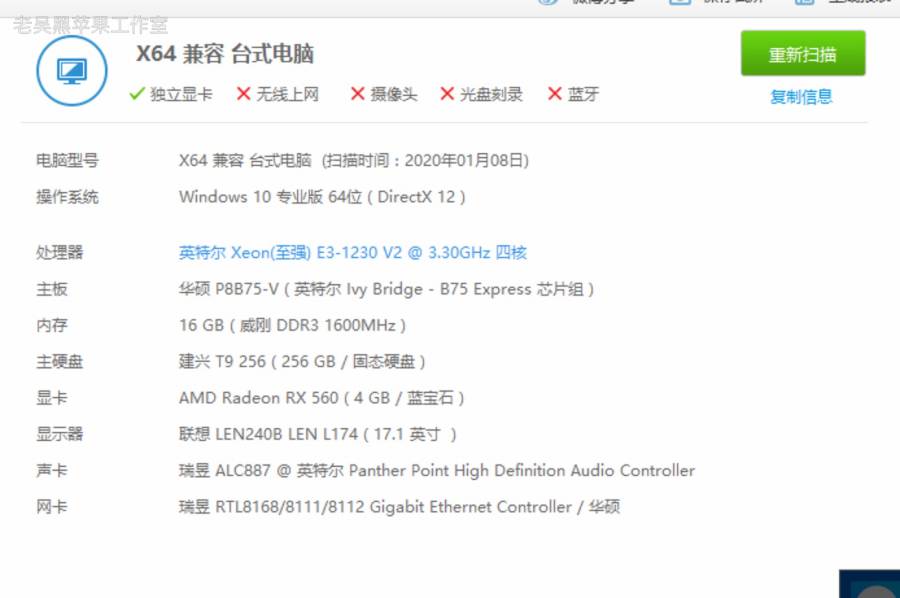 老吴黑苹果工作室
X64 兼容 台式电脑
重新扫描
独立显卡 无线上网 摄像头 光盘刻录 蓝牙
复制信息
电脑型号 X64 兼容 台式电脑 (扫描时间：2020年01月08日)
操作系统 Windows 10 专业版 64位 ( DirectX 12 )
处理器 英特尔 Xeon(至强) E3-1230 V2 @ 3.30GHz 四核
主板 华硕 P8B75-V ( 英特尔 Ivy Bridge - B75 Express 芯片组 )
内存 16 GB ( 威刚 DDR3 1600MHz )
主硬盘 建兴 T9 256 ( 256 GB / 固态硬盘 )
显卡 AMD Radeon RX 560 ( 4 GB / 蓝宝石 )
显示器 联想 LEN240B LEN L174 ( 17.1 英寸 )
声卡 瑞昱 ALC887 @ 英特尔 Panther Point High Definition Audio Controller
网卡 瑞昱 RTL8168/8111/8112 Gigabit Ethernet Controller / 华硕